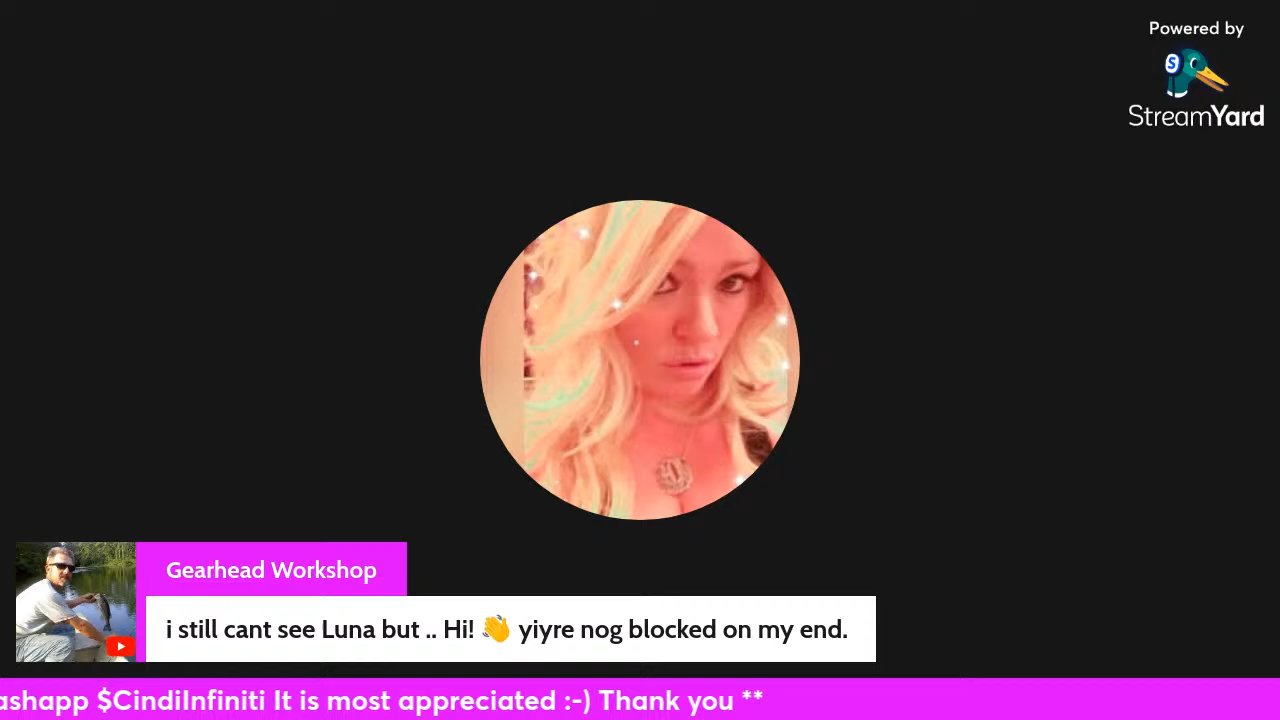 Powered by
S
StreamYard
Gearhead Workshop
i still cant see Luna but .. Hi! 👋 yiyre nog blocked on my end.
ashapp $CindiInfiniti It is most appreciated :-) Thank you **